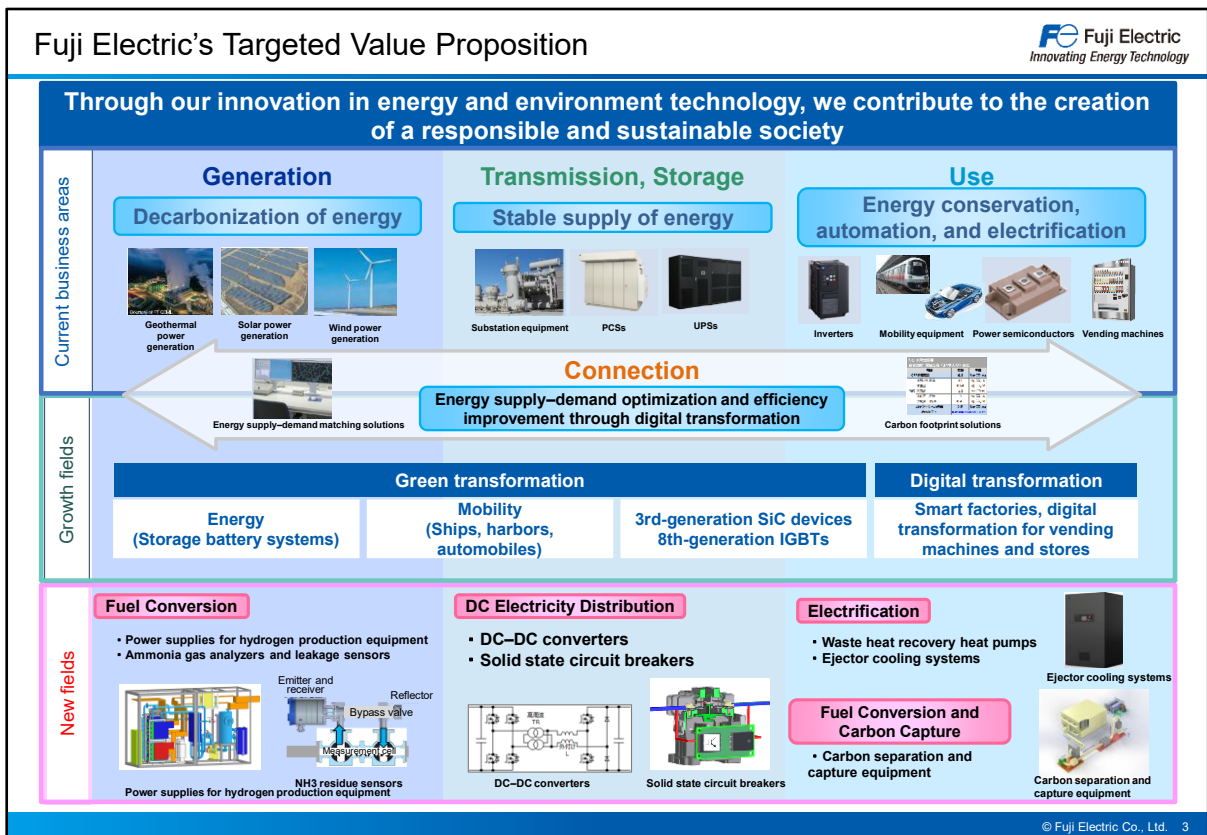 Fuji Electric's Targeted Value Proposition
Fe Fuji Electric
Innovating Energy Technology
Through our innovation in energy and environment technology, we contribute to the creation
of a responsible and sustainable society
Current business areas
Generation
Decarbonization of energy
Geothermal
power
generation
Solar power
generation
Wind power
generation
Transmission, Storage
Stable supply of energy
Substation equipment
PCSs
UPSs
Use
Energy conservation,
automation, and electrification
Inverters
Mobility equipment
Power semiconductors
Vending machines
Connection
Energy supply–demand optimization and efficiency
improvement through digital transformation
Energy supply–demand matching solutions
Carbon footprint solutions
Growth fields
Green transformation
Energy
(Storage battery systems)
Mobility
(Ships, harbors,
automobiles)
3rd-generation SiC devices
8th-generation IGBTs
Digital transformation
Smart factories, digital
transformation for vending
machines and stores
New fields
Fuel Conversion
• Power supplies for hydrogen production equipment
• Ammonia gas analyzers and leakage sensors
Emitter and
receiver
Reflector
Bypass valve
Measurement cell
NH3 residue sensors
Power supplies for hydrogen production equipment
DC Electricity Distribution
• DC–DC converters
• Solid state circuit breakers
高周波
TR
L
DC–DC converters
Solid state circuit breakers
Electrification
• Waste heat recovery heat pumps
• Ejector cooling systems
Ejector cooling systems
Fuel Conversion and
Carbon Capture
• Carbon separation and
capture equipment
Carbon separation and
capture equipment
© Fuji Electric Co., Ltd. 3